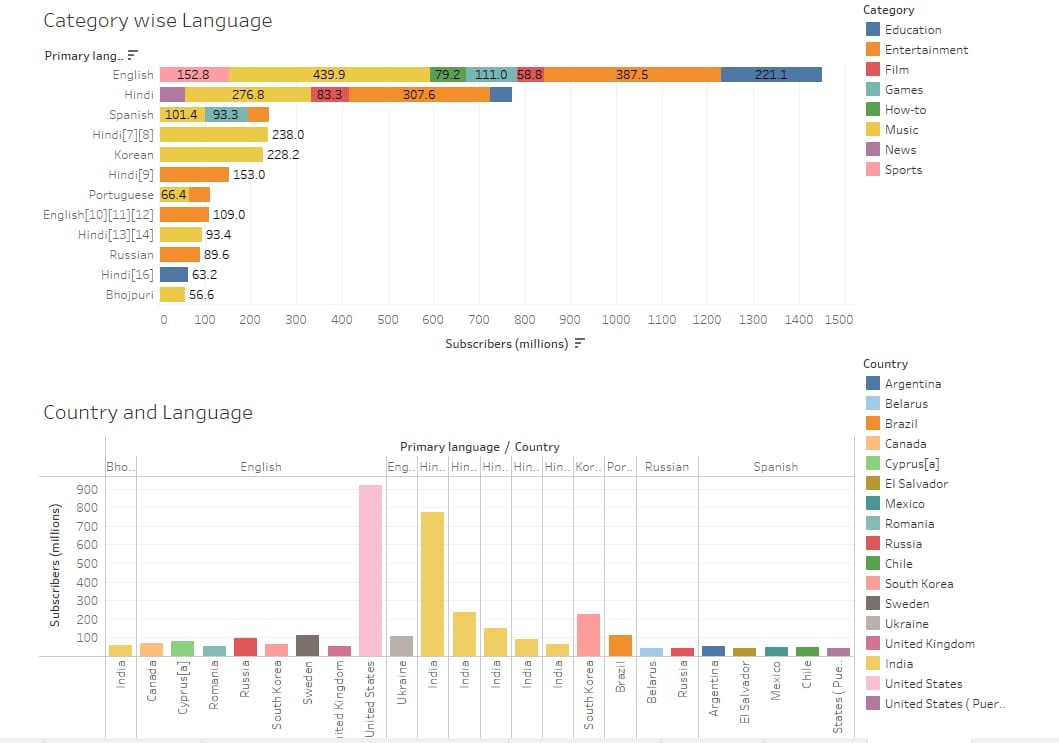 Category wise Language
Primary lang..
English 152.8 439.9 79.2 111.0 58.8 387.5 221.1
Hindi 276.8 83.3 307.6
Spanish 101.4 93.3
Hindi[7][8] 238.0
Korean 228.2
Hindi[9] 153.0
Portuguese 66.4
English[10][11][12] 109.0
Hindi[13][14] 93.4
Russian 89.6
Hindi[16] 63.2
Bhojpuri 56.6
0 100 200 300 400 500 600 700 800 900 1000 1100 1200 1300 1400 1500
Subscribers (millions)
Category
Education
Entertainment
Film
Games
How-to
Music
News
Sports
Country and Language
Primary language / Country
Bho.. English Eng.. Hin.. Hin.. Hin.. Hin.. Hin.. Kor.. Por.. Russian Spanish
Subscribers (millions)
900
800
700
600
500
400
300
200
100
India
Canada
Cyprus[a]
Romania
Russia
South Korea
Sweden
ited Kingdom
United States
Ukraine
India
India
India
India
India
South Korea
Brazil
Belarus
Russia
Argentina
El Salvador
Mexico
Chile
States ( Pue..
Country
Argentina
Belarus
Brazil
Canada
Cyprus[a]
El Salvador
Mexico
Romania
Russia
Chile
South Korea
Sweden
Ukraine
United Kingdom
India
United States
United States ( Puer..